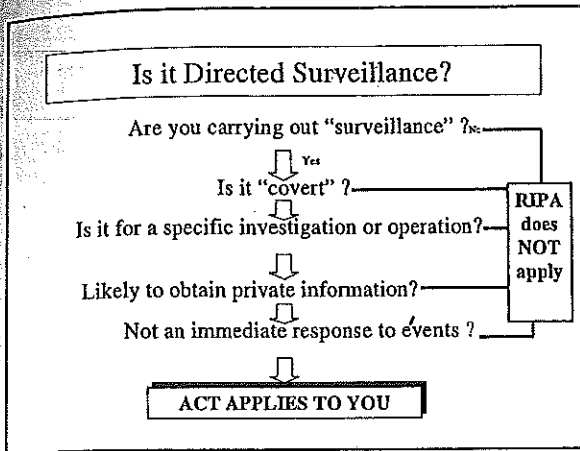 Is it Directed Surveillance?
Are you carrying out “surveillance” ? No
Yes
Is it “covert” ?
Is it for a specific investigation or operation?
Likely to obtain private information?
Not an immediate response to events ?
RIPA
does
NOT
apply
ACT APPLIES TO YOU